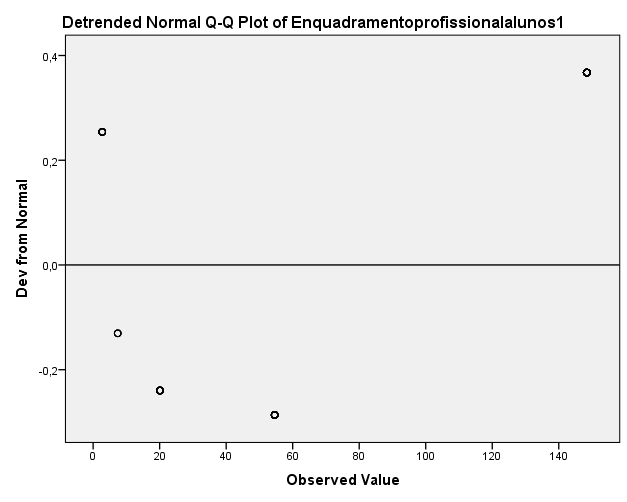 Detrended Normal Q-Q Plot of Enquadramentoprofissionalalunos1
0,4
0,2
0,0
-0,2
Dev from Normal
0 20 40 60 80 100 120 140
Observed Value